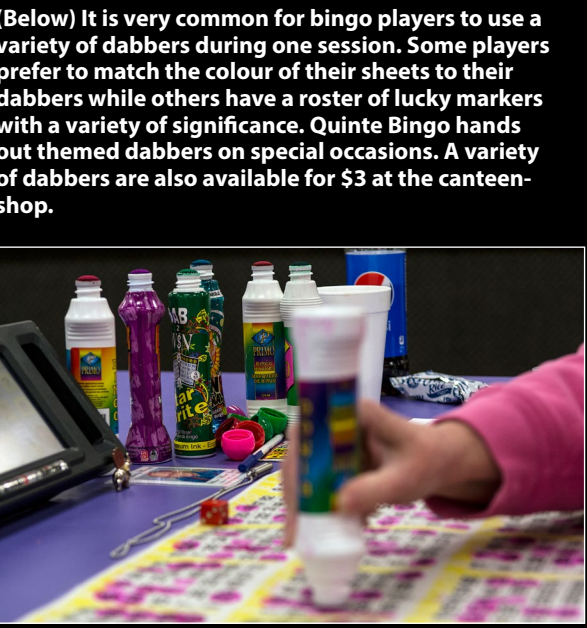 (Below) It is very common for bingo players to use a
variety of dabbers during one session. Some players
prefer to match the colour of their sheets to their
dabbers while others have a roster of lucky markers
with a variety of significance. Quinte Bingo hands
out themed dabbers on special occasions. A variety
of dabbers are also available for $3 at the canteen-
shop.
PRIMO
PRIMO